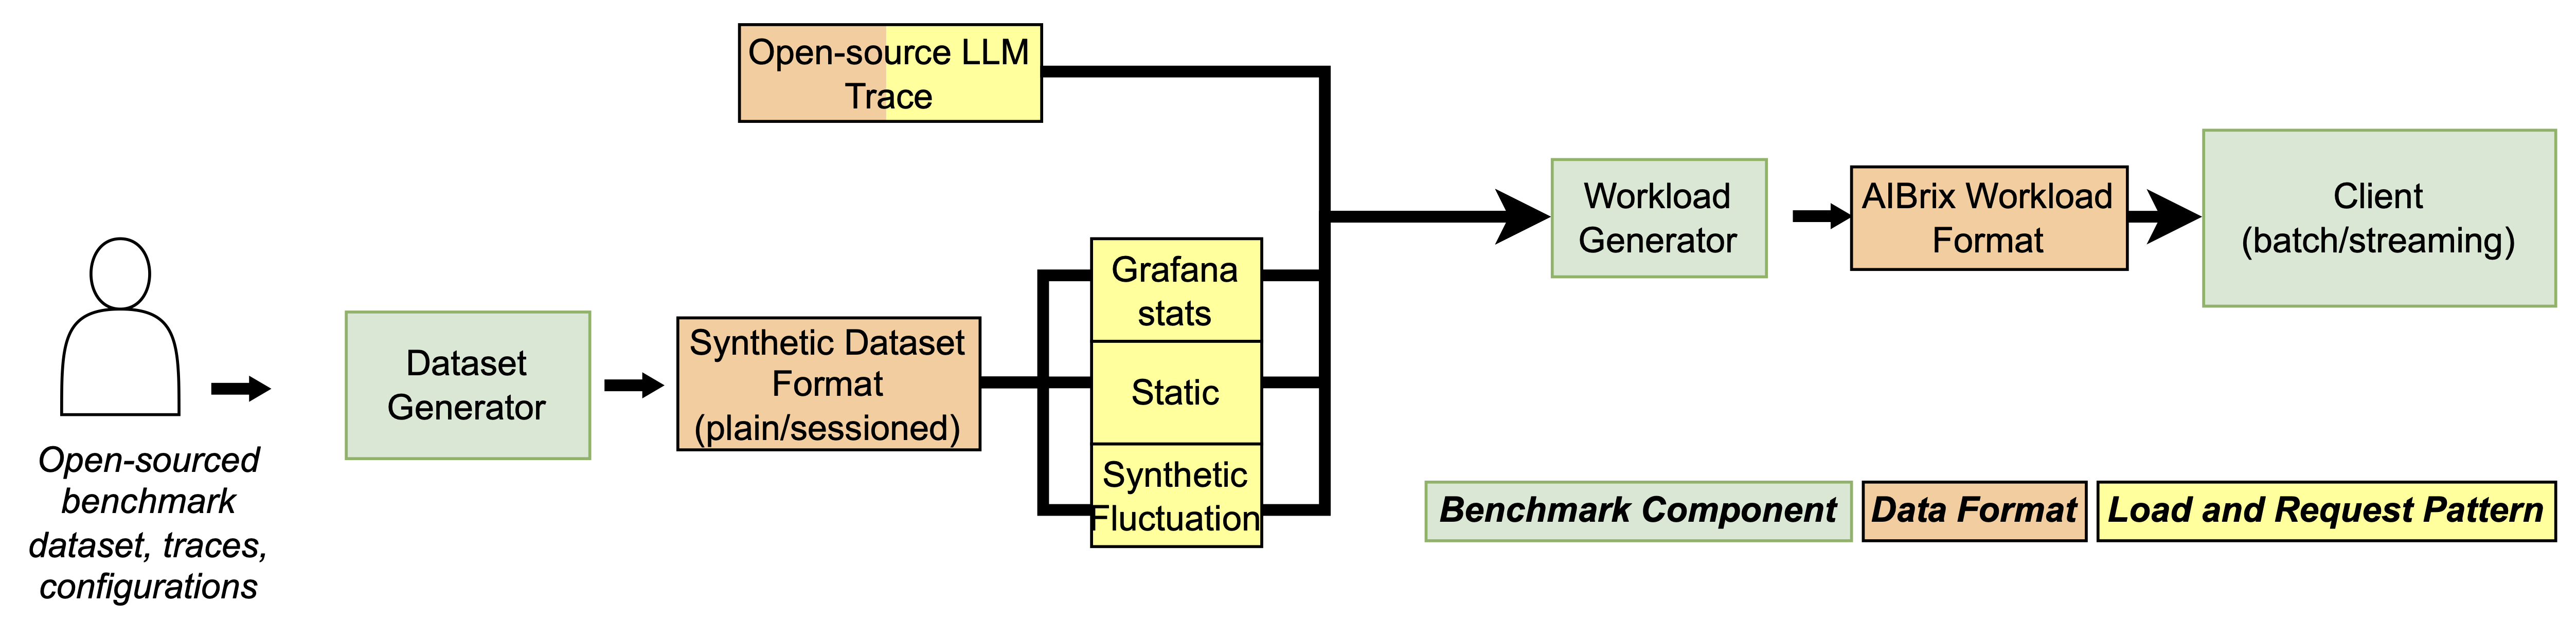 Open-source LLM
Trace
Open-sourced
benchmark
dataset, traces,
configurations
Dataset
Generator
Synthetic Dataset
Format
(plain/sessioned)
Grafana
stats
Static
Synthetic
Fluctuation
Workload
Generator
AIBrix Workload
Format
Client
(batch/streaming)
Benchmark Component
Data Format
Load and Request Pattern